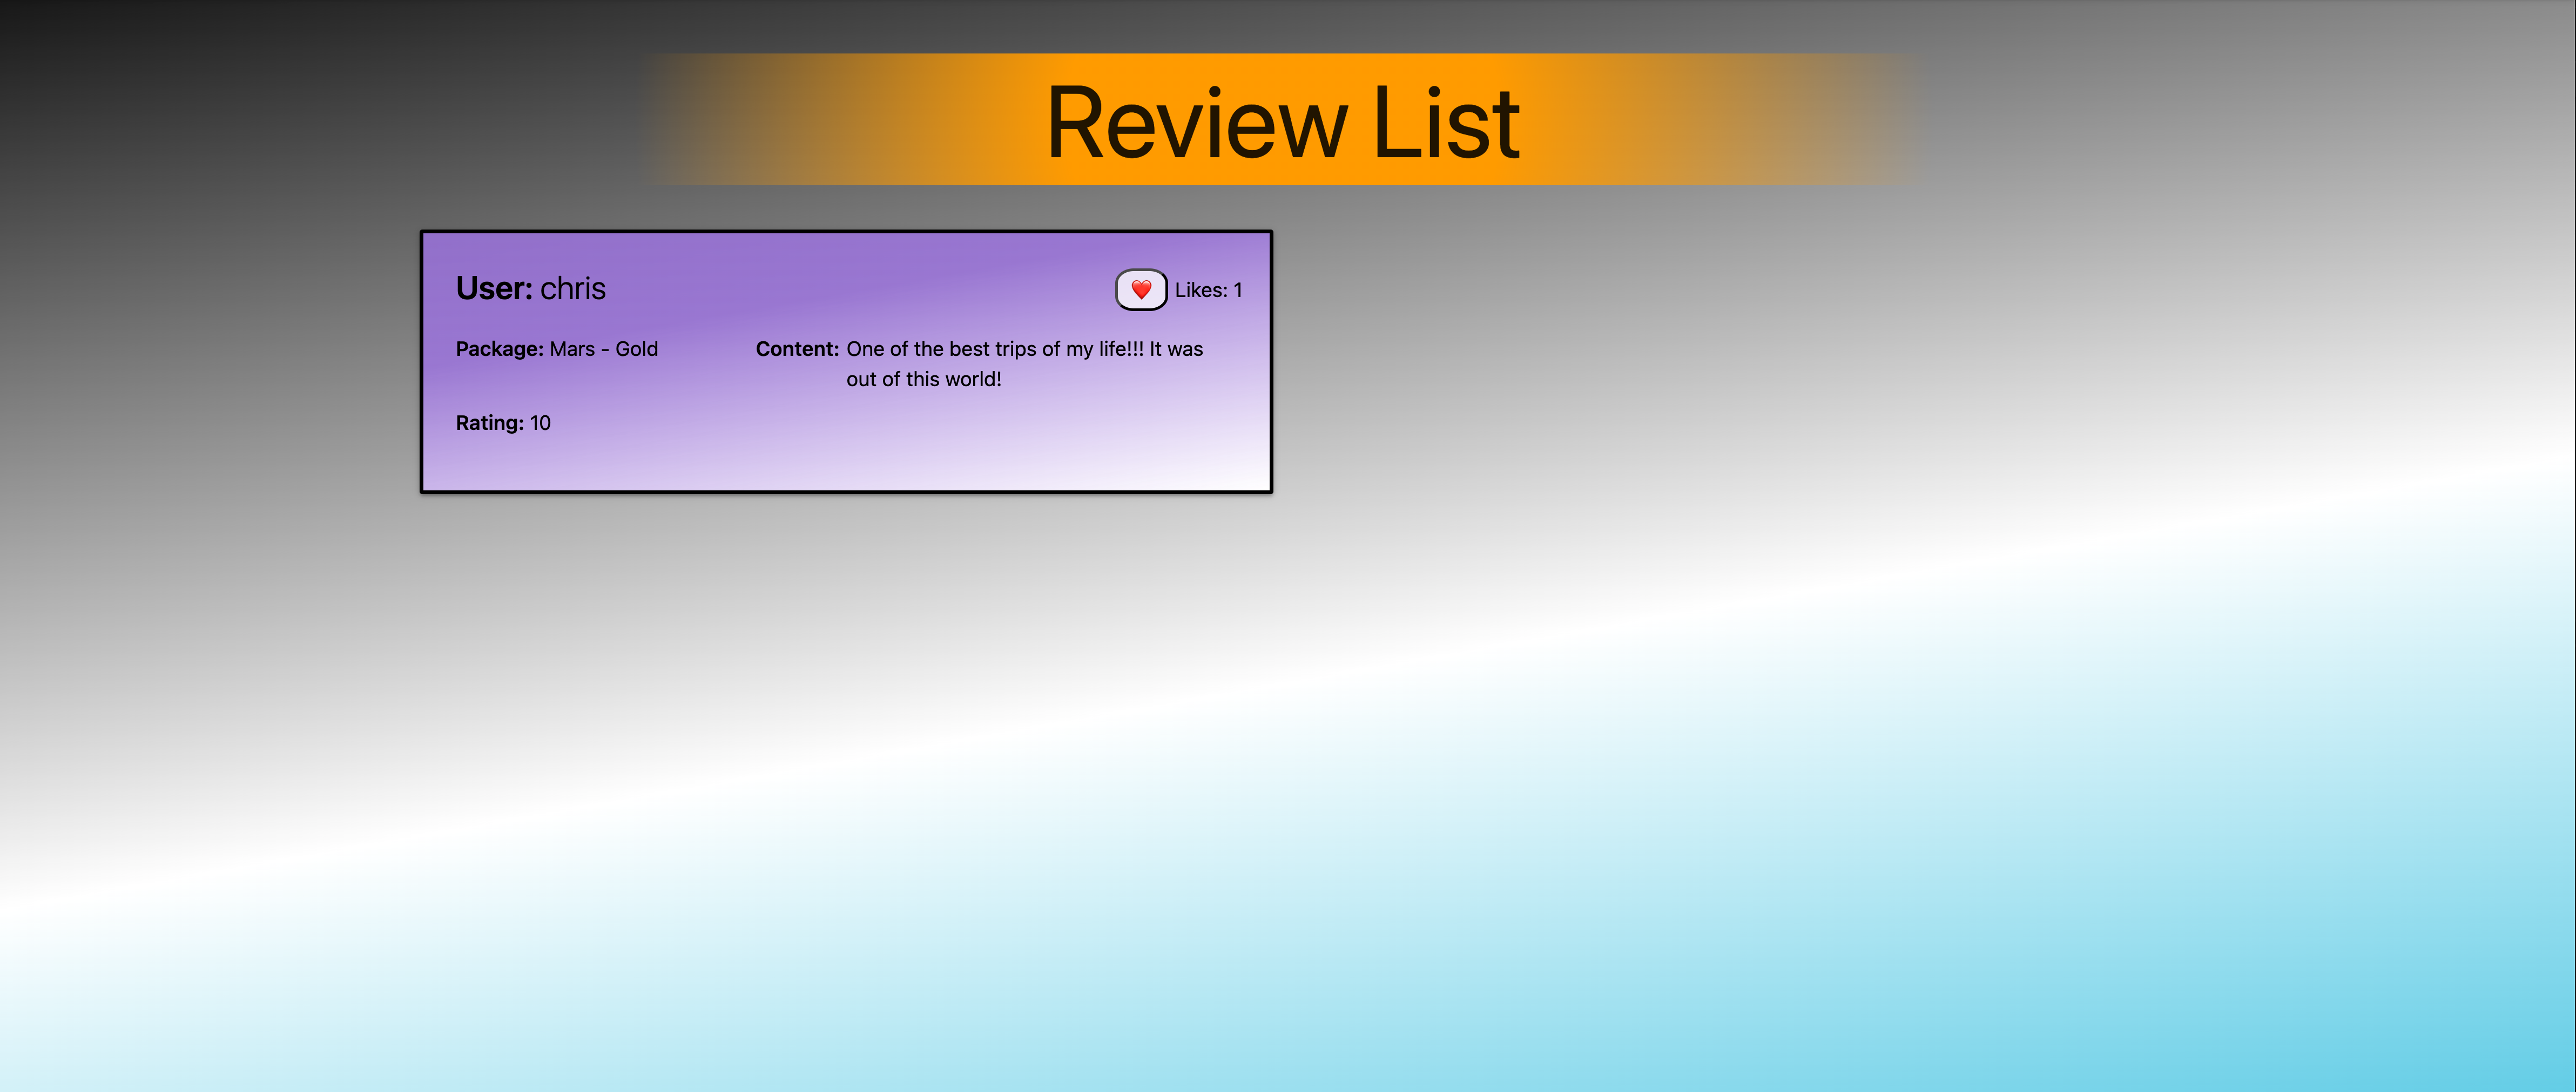 Review List
User: chris
❤️ Likes: 1
Package: Mars - Gold
Content: One of the best trips of my life!!! It was
out of this world!
Rating: 10